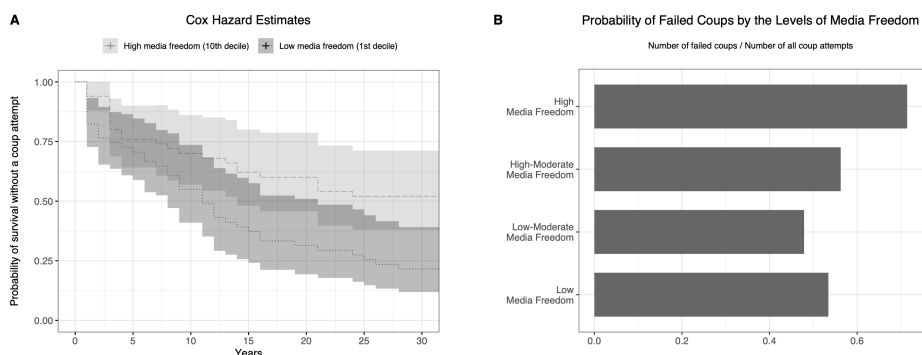 A
Cox Hazard Estimates
High media freedom (10th decile)
Low media freedom (1st decile)
Probability of survival without a coup attempt
1.00
0.75
0.50
0.25
0.00
0
5
10
15
20
25
30
Years
B
Probability of Failed Coups by the Levels of Media Freedom
Number of failed coups / Number of all coup attempts
High
Media Freedom
High-Moderate
Media Freedom
Low-Moderate
Media Freedom
Low
Media Freedom
0.0
0.2
0.4
0.6